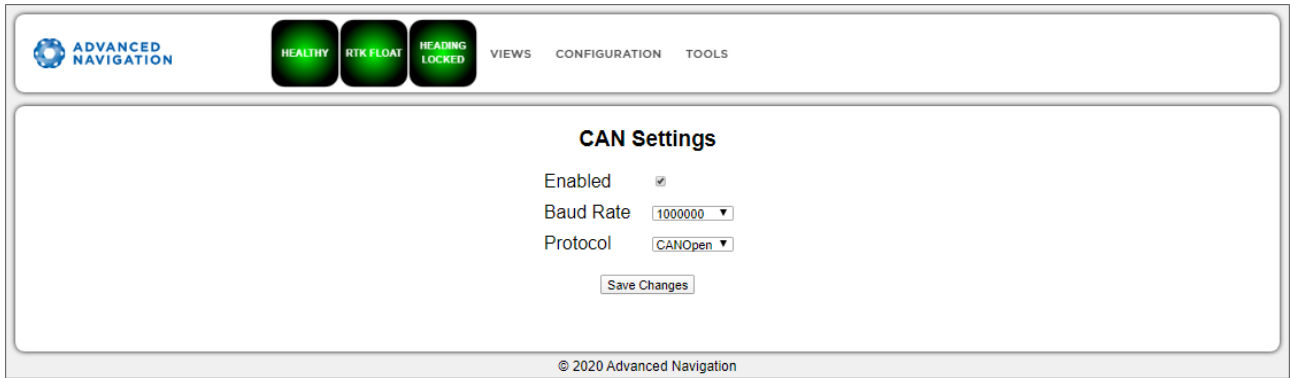 ADVANCED
NAVIGATION
HEALTHY
RTK FLOAT
HEADING
LOCKED
VIEWS
CONFIGURATION
TOOLS
CAN Settings
Enabled
Baud Rate 1000000
Protocol CANOpen
Save Changes
© 2020 Advanced Navigation